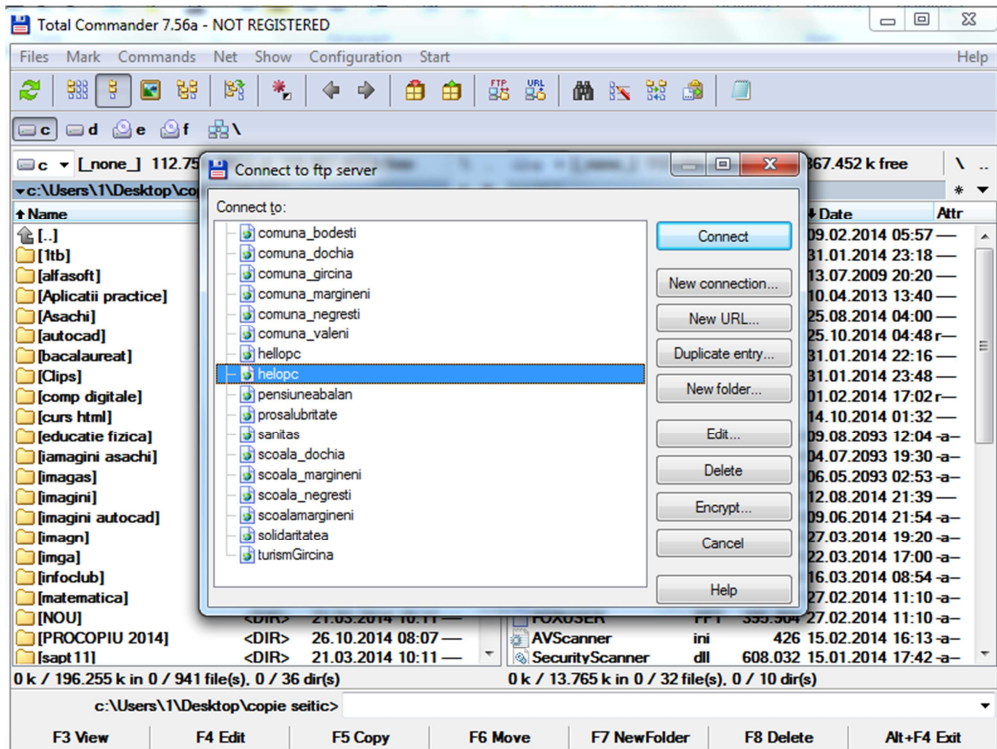 Total Commander 7.56a - NOT REGISTERED
Files Mark Commands Net Show Configuration Start Help
FTP URL
c d e f \
c [_none_] 112.75 367.452 k free \ ..
c:\Users\1\Desktop\cop * 
Name Date Attr
[..] 09.02.2014 05:57 —
[1tb] 31.01.2014 23:18 —
[alfasoft] 13.07.2009 20:20 —
[Aplicatii practice] 10.04.2013 13:40 —
[Asachi] 25.08.2014 04:00 —
[autocad] 25.10.2014 04:48 r—
[bacalaureat] 31.01.2014 22:16 —
[Clips] 31.01.2014 23:48 —
[comp digitale] 01.02.2014 17:02 r—
[curs html] 14.10.2014 01:32 —
[educatie fizica] 09.08.2093 12:04 -a--
[iamagini asachi] 04.07.2093 19:30 -a--
[imagas] 06.05.2093 02:53 -a--
[imagini] 12.08.2014 21:39 —
[imagini autocad] 09.06.2014 21:54 -a--
[imagn] 27.03.2014 19:20 -a--
[imga] 22.03.2014 17:00 -a--
[infoclub] 16.03.2014 08:54 -a--
[matematica] 27.02.2014 11:10 -a--
[NOU] <DIR> 21.03.2014 10:11 — FOXUSER FPT 395.904 27.02.2014 11:10 -a--
[PROCOPIU 2014] <DIR> 26.10.2014 08:07 — AVScanner ini 426 15.02.2014 16:13 -a--
[sapt 11] <DIR> 21.03.2014 10:11 — SecurityScanner dll 608.032 15.01.2014 17:42 -a--
Connect to ftp server
Connect to:
comuna_bodesti
comuna_dochia
comuna_gircina
comuna_margineni
comuna_negresti
comuna_valeni
hellopc
helopc
pensiuneabalan
prosalubritate
sanitas
scoala_dochia
scoala_margineni
scoala_negresti
scoalamargineni
solidaritatea
turismGircina
Connect
New connection...
New URL...
Duplicate entry...
New folder...
Edit...
Delete
Encrypt...
Cancel
Help
0 k / 196.255 k in 0 / 941 file(s), 0 / 36 dir(s) 0 k / 13.765 k in 0 / 32 file(s), 0 / 10 dir(s)
c:\Users\1\Desktop\copie seitic>
F3 View F4 Edit F5 Copy F6 Move F7 NewFolder F8 Delete Alt+F4 Exit